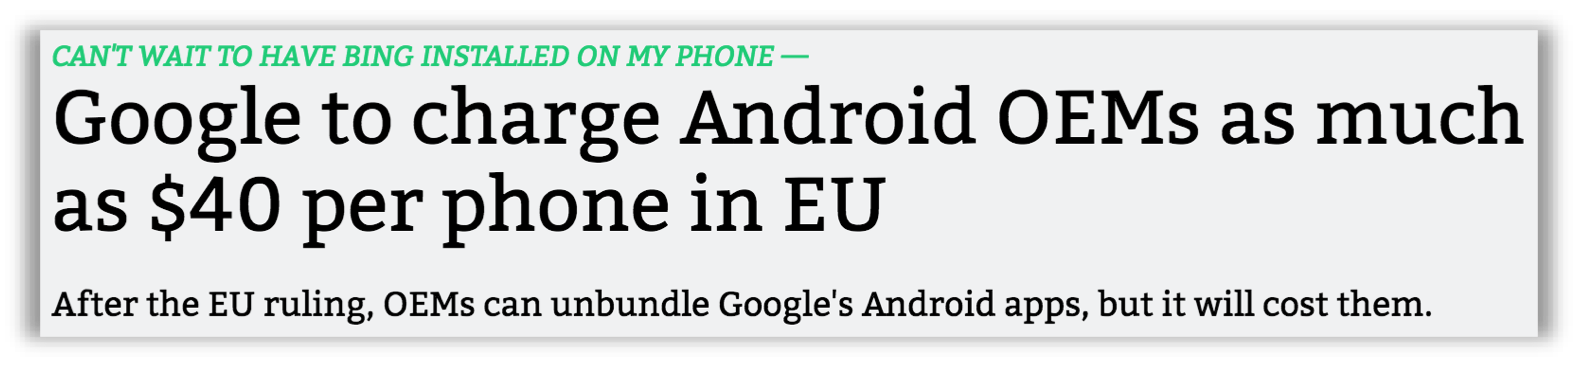 CAN'T WAIT TO HAVE BING INSTALLED ON MY PHONE —
Google to charge Android OEMs as much
as $40 per phone in EU
After the EU ruling, OEMs can unbundle Google's Android apps, but it will cost them.